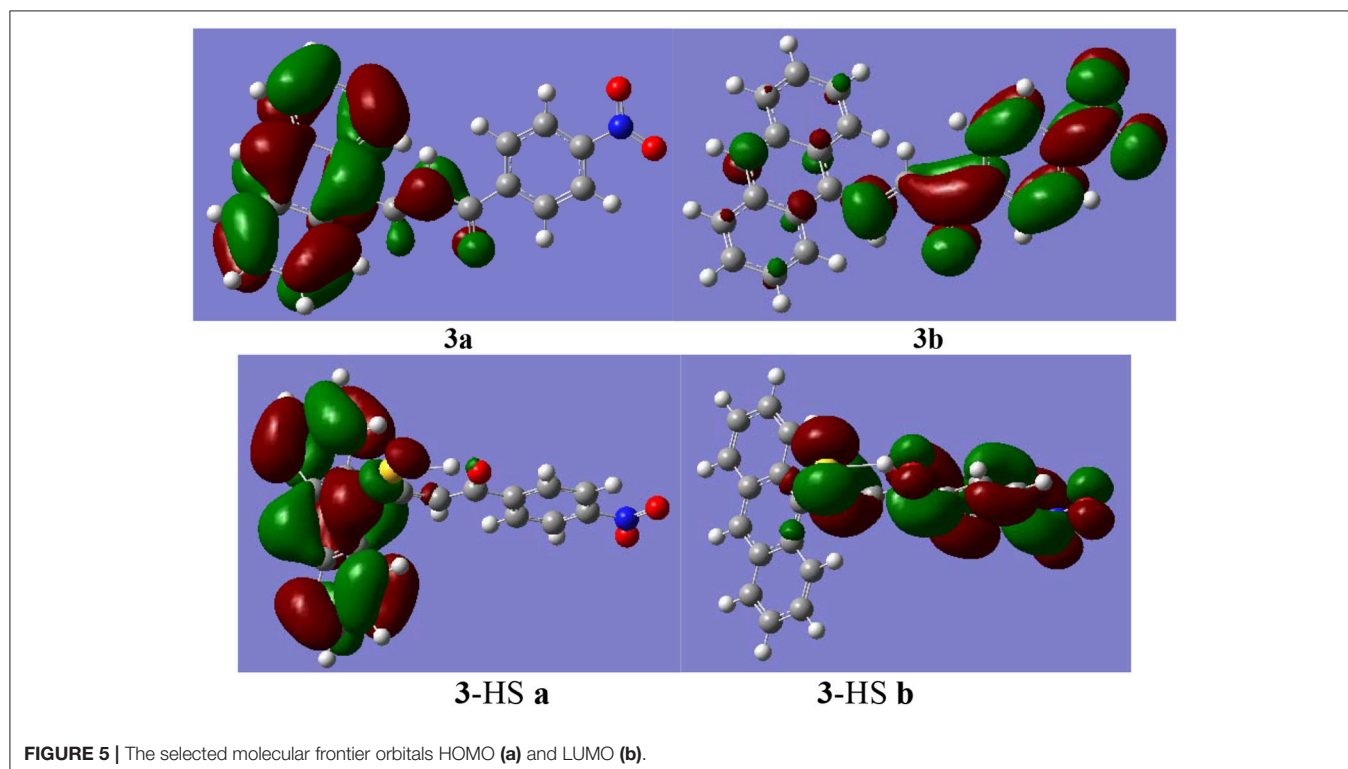 3a
3b
3-HS a
3-HS b
FIGURE 5 | The selected molecular frontier orbitals HOMO (a) and LUMO (b).